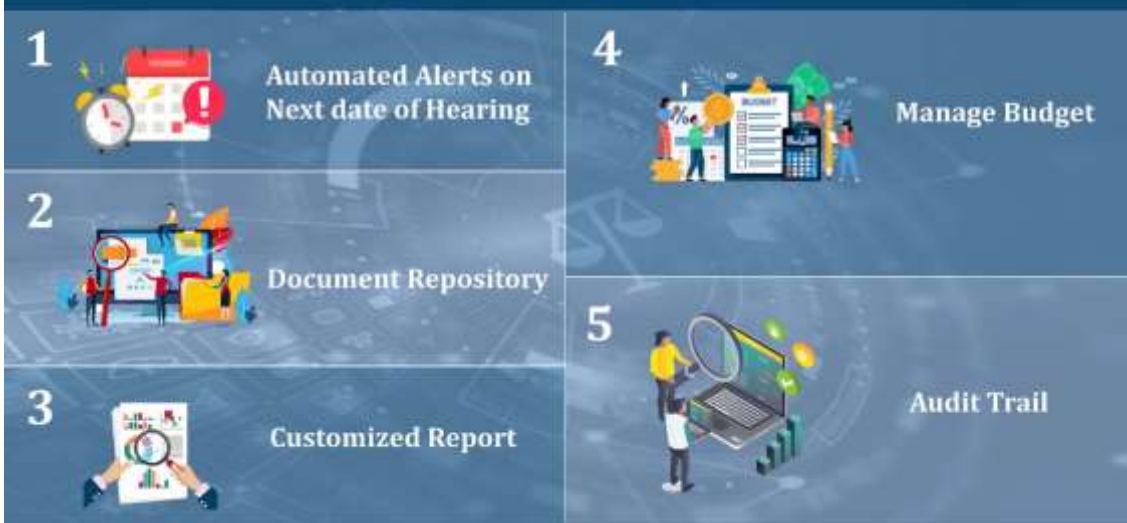 1
Automated Alerts on
Next date of Hearing
2
Document Repository
3
Customized Report
4
BUDGET
Manage Budget
5
Audit Trail